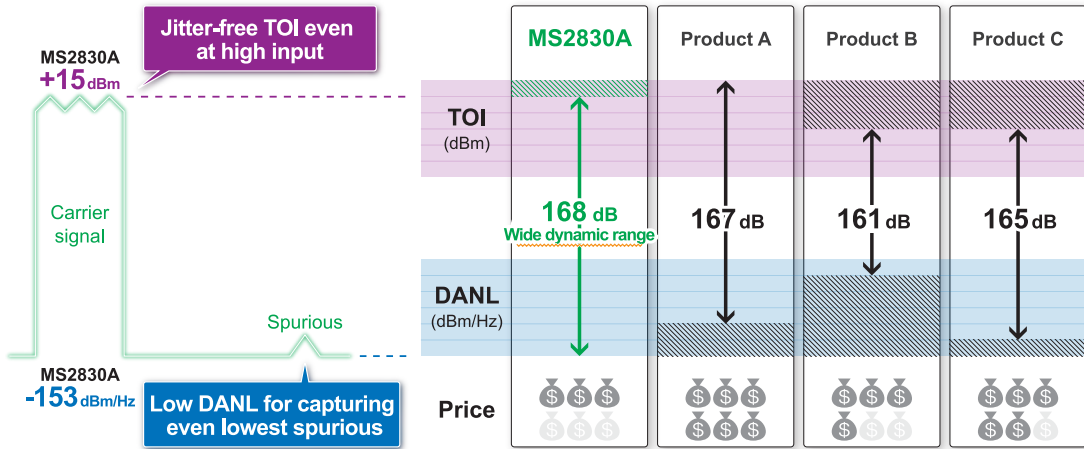 Jitter-free TOI even
at high input
MS2830A
+15 dBm
Carrier
signal
Spurious
MS2830A
-153 dBm/Hz
Low DANL for capturing
even lowest spurious
MS2830A
Product A
Product B
Product C
TOI
(dBm)
168 dB
Wide dynamic range
167 dB
161 dB
165 dB
DANL
(dBm/Hz)
Price
$ $ $
$ $ $
$ $ $
$ $ $
$ $ $
$ $ $
$ $ $
$ $ $